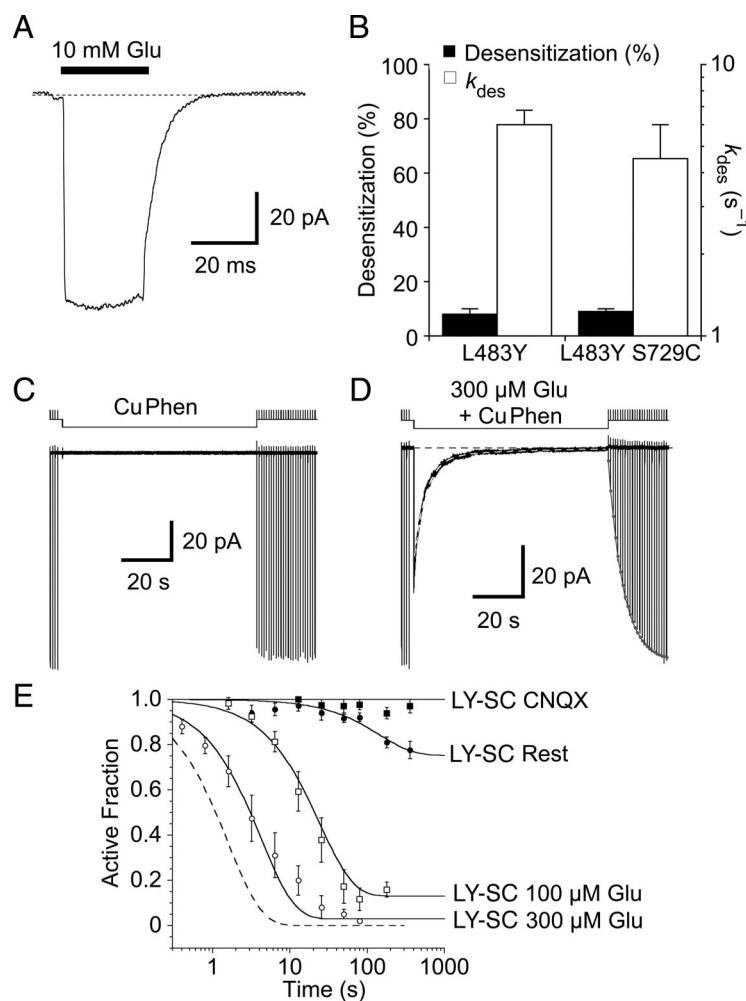 A
10 mM Glu
20 pA
20 ms
B
Desensitization (%)
k des
100
80
60
40
20
0
Desensitization (%)
10
1
k des (s⁻¹)
L483Y
L483Y S729C
C
CuPhen
20 pA
20 s
D
300 µM Glu
+ CuPhen
20 pA
20 s
E
1.0
0.8
0.6
0.4
0.2
0
Active Fraction
LY-SC CNQX
LY-SC Rest
LY-SC 100 µM Glu
LY-SC 300 µM Glu
1 10 100 1000
Time (s)